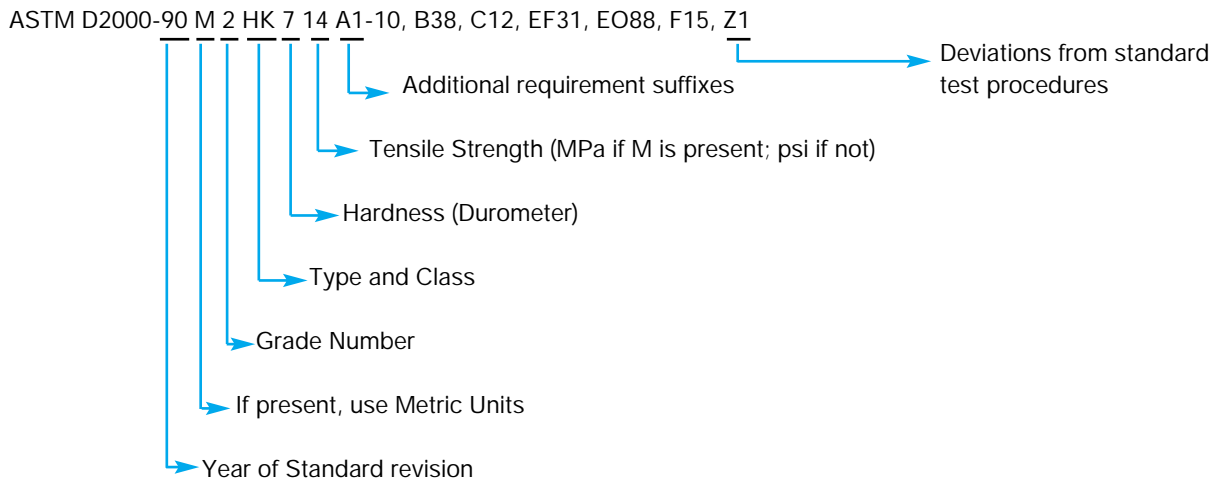 ASTM D2000-90 M 2 HK 7 14 A1-10, B38, C12, EF31, EO88, F15, Z1
Deviations from standard
test procedures
Additional requirement suffixes
Tensile Strength (MPa if M is present; psi if not)
Hardness (Durometer)
Type and Class
Grade Number
If present, use Metric Units
Year of Standard revision